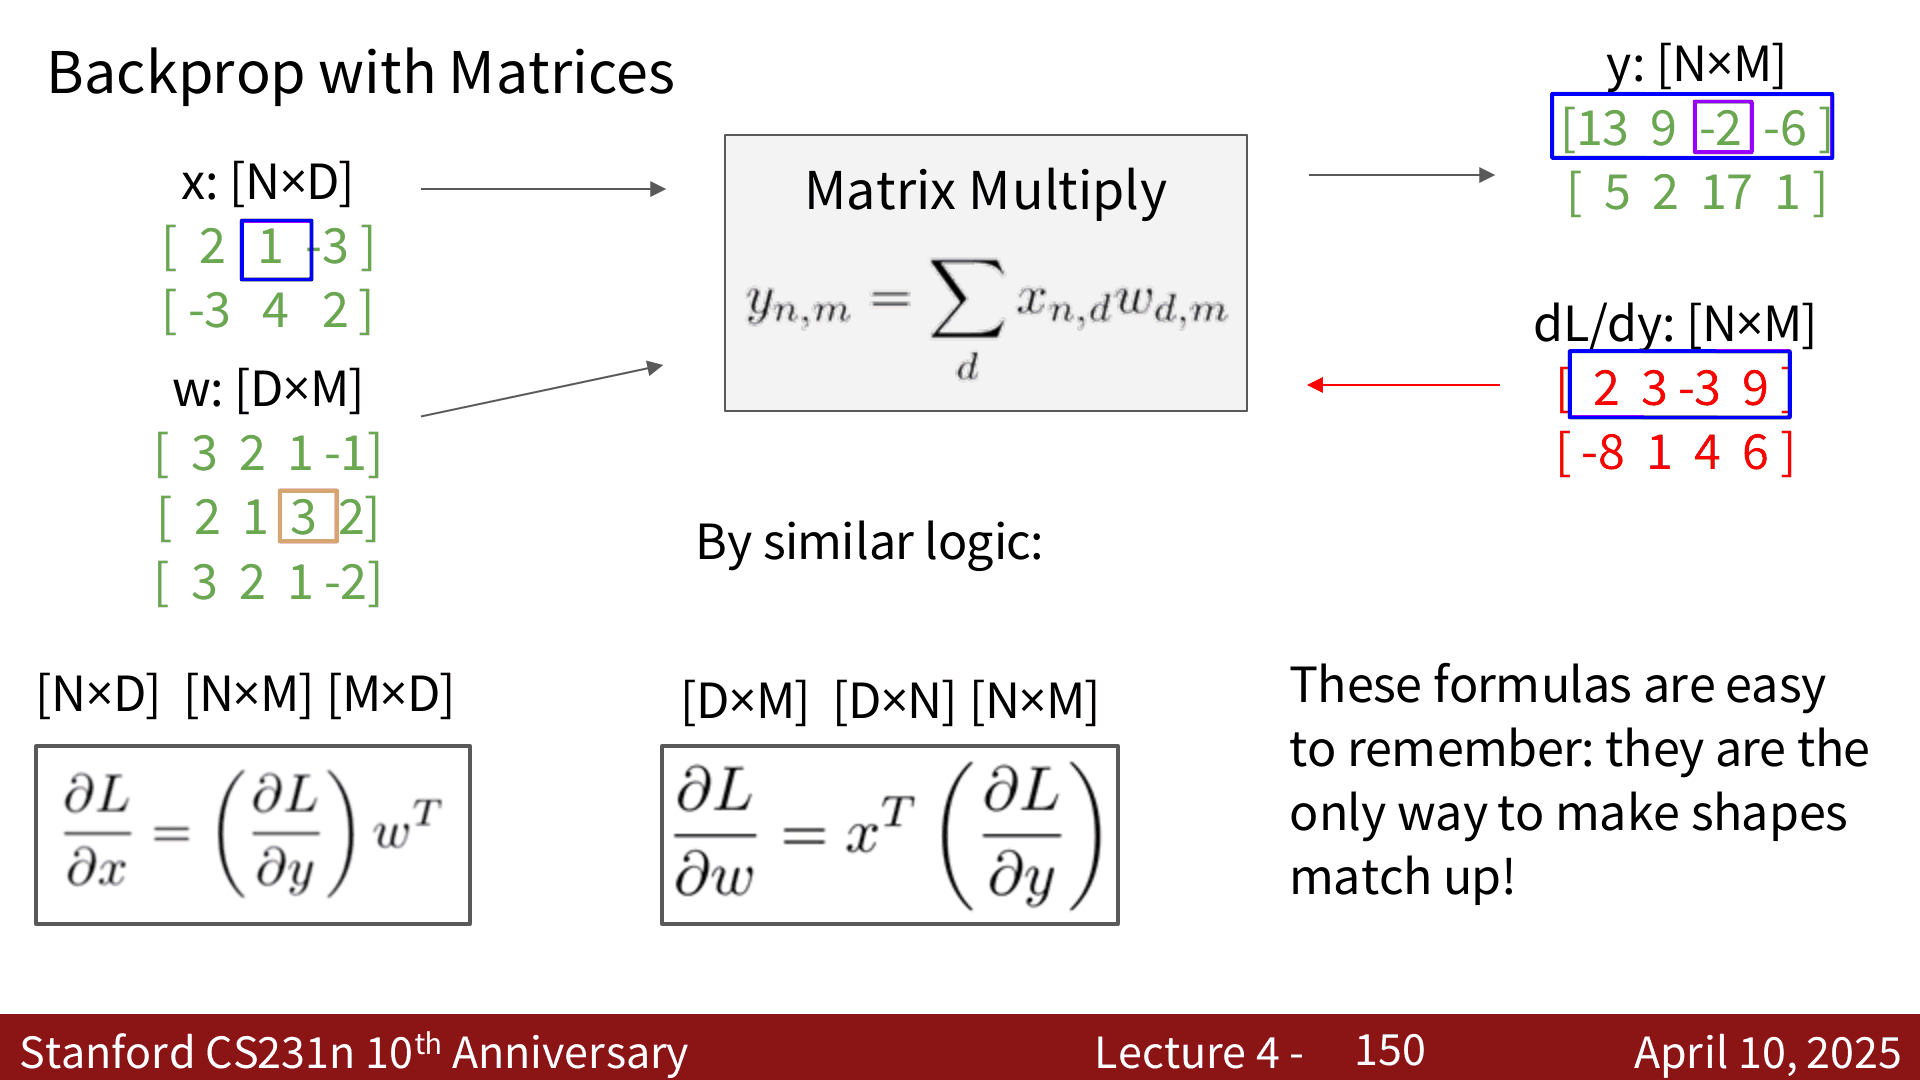 Backprop with Matrices
x: [N×D]
[ 2 1 -3 ]
[ -3 4 2 ]
w: [D×M]
[ 3 2 1 -1]
[ 2 1 3 2]
[ 3 2 1 -2]
Matrix Multiply
y_{n,m} = \sum_d x_{n,d} w_{d,m}
y: [N×M]
[13 9 -2 -6 ]
[ 5 2 17 1 ]
dL/dy: [N×M]
[ 2 3 -3 9 ]
[ -8 1 4 6 ]
By similar logic:
[N×D] [N×M] [M×D]
∂L/∂x = (∂L/∂y) w^T
[D×M] [D×N] [N×M]
∂L/∂w = x^T (∂L/∂y)
These formulas are easy
to remember: they are the
only way to make shapes
match up!
Stanford CS231n 10th Anniversary
Lecture 4 - 150
April 10, 2025